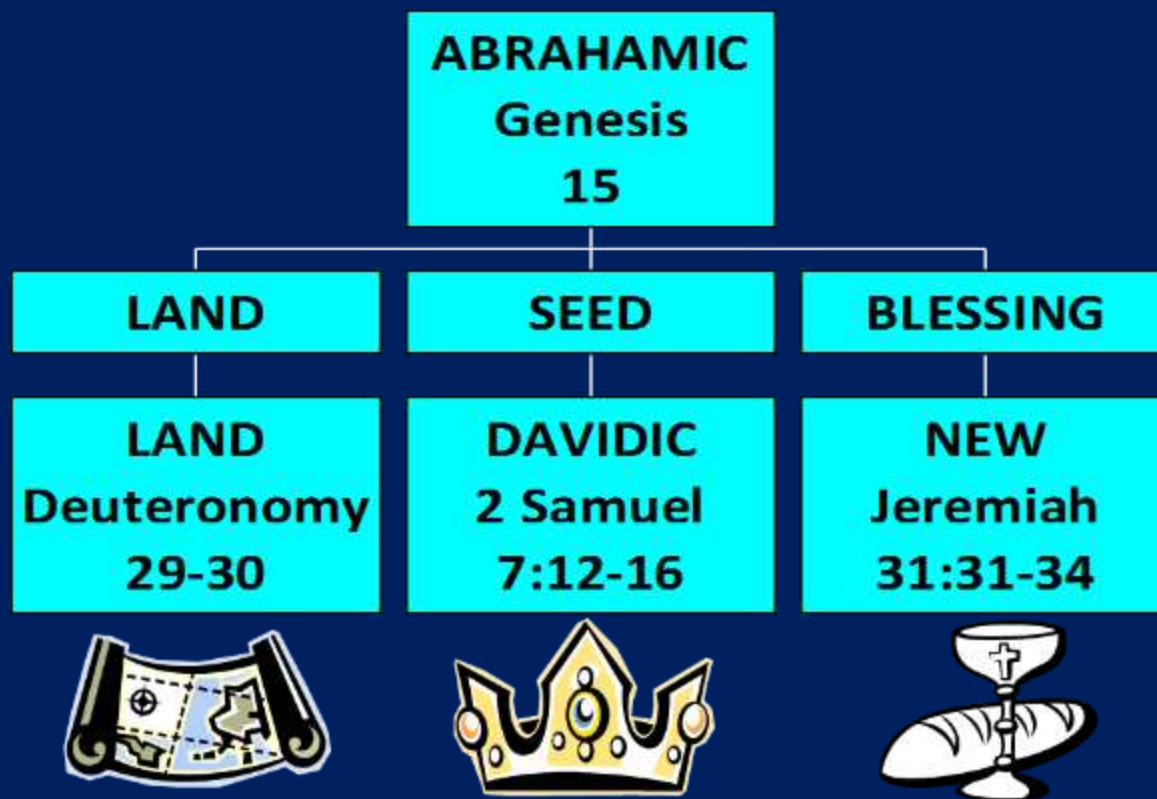 ABRAHAMIC
Genesis
15
LAND
SEED
BLESSING
LAND
Deuteronomy
29-30
DAVIDIC
2 Samuel
7:12-16
NEW
Jeremiah
31:31-34